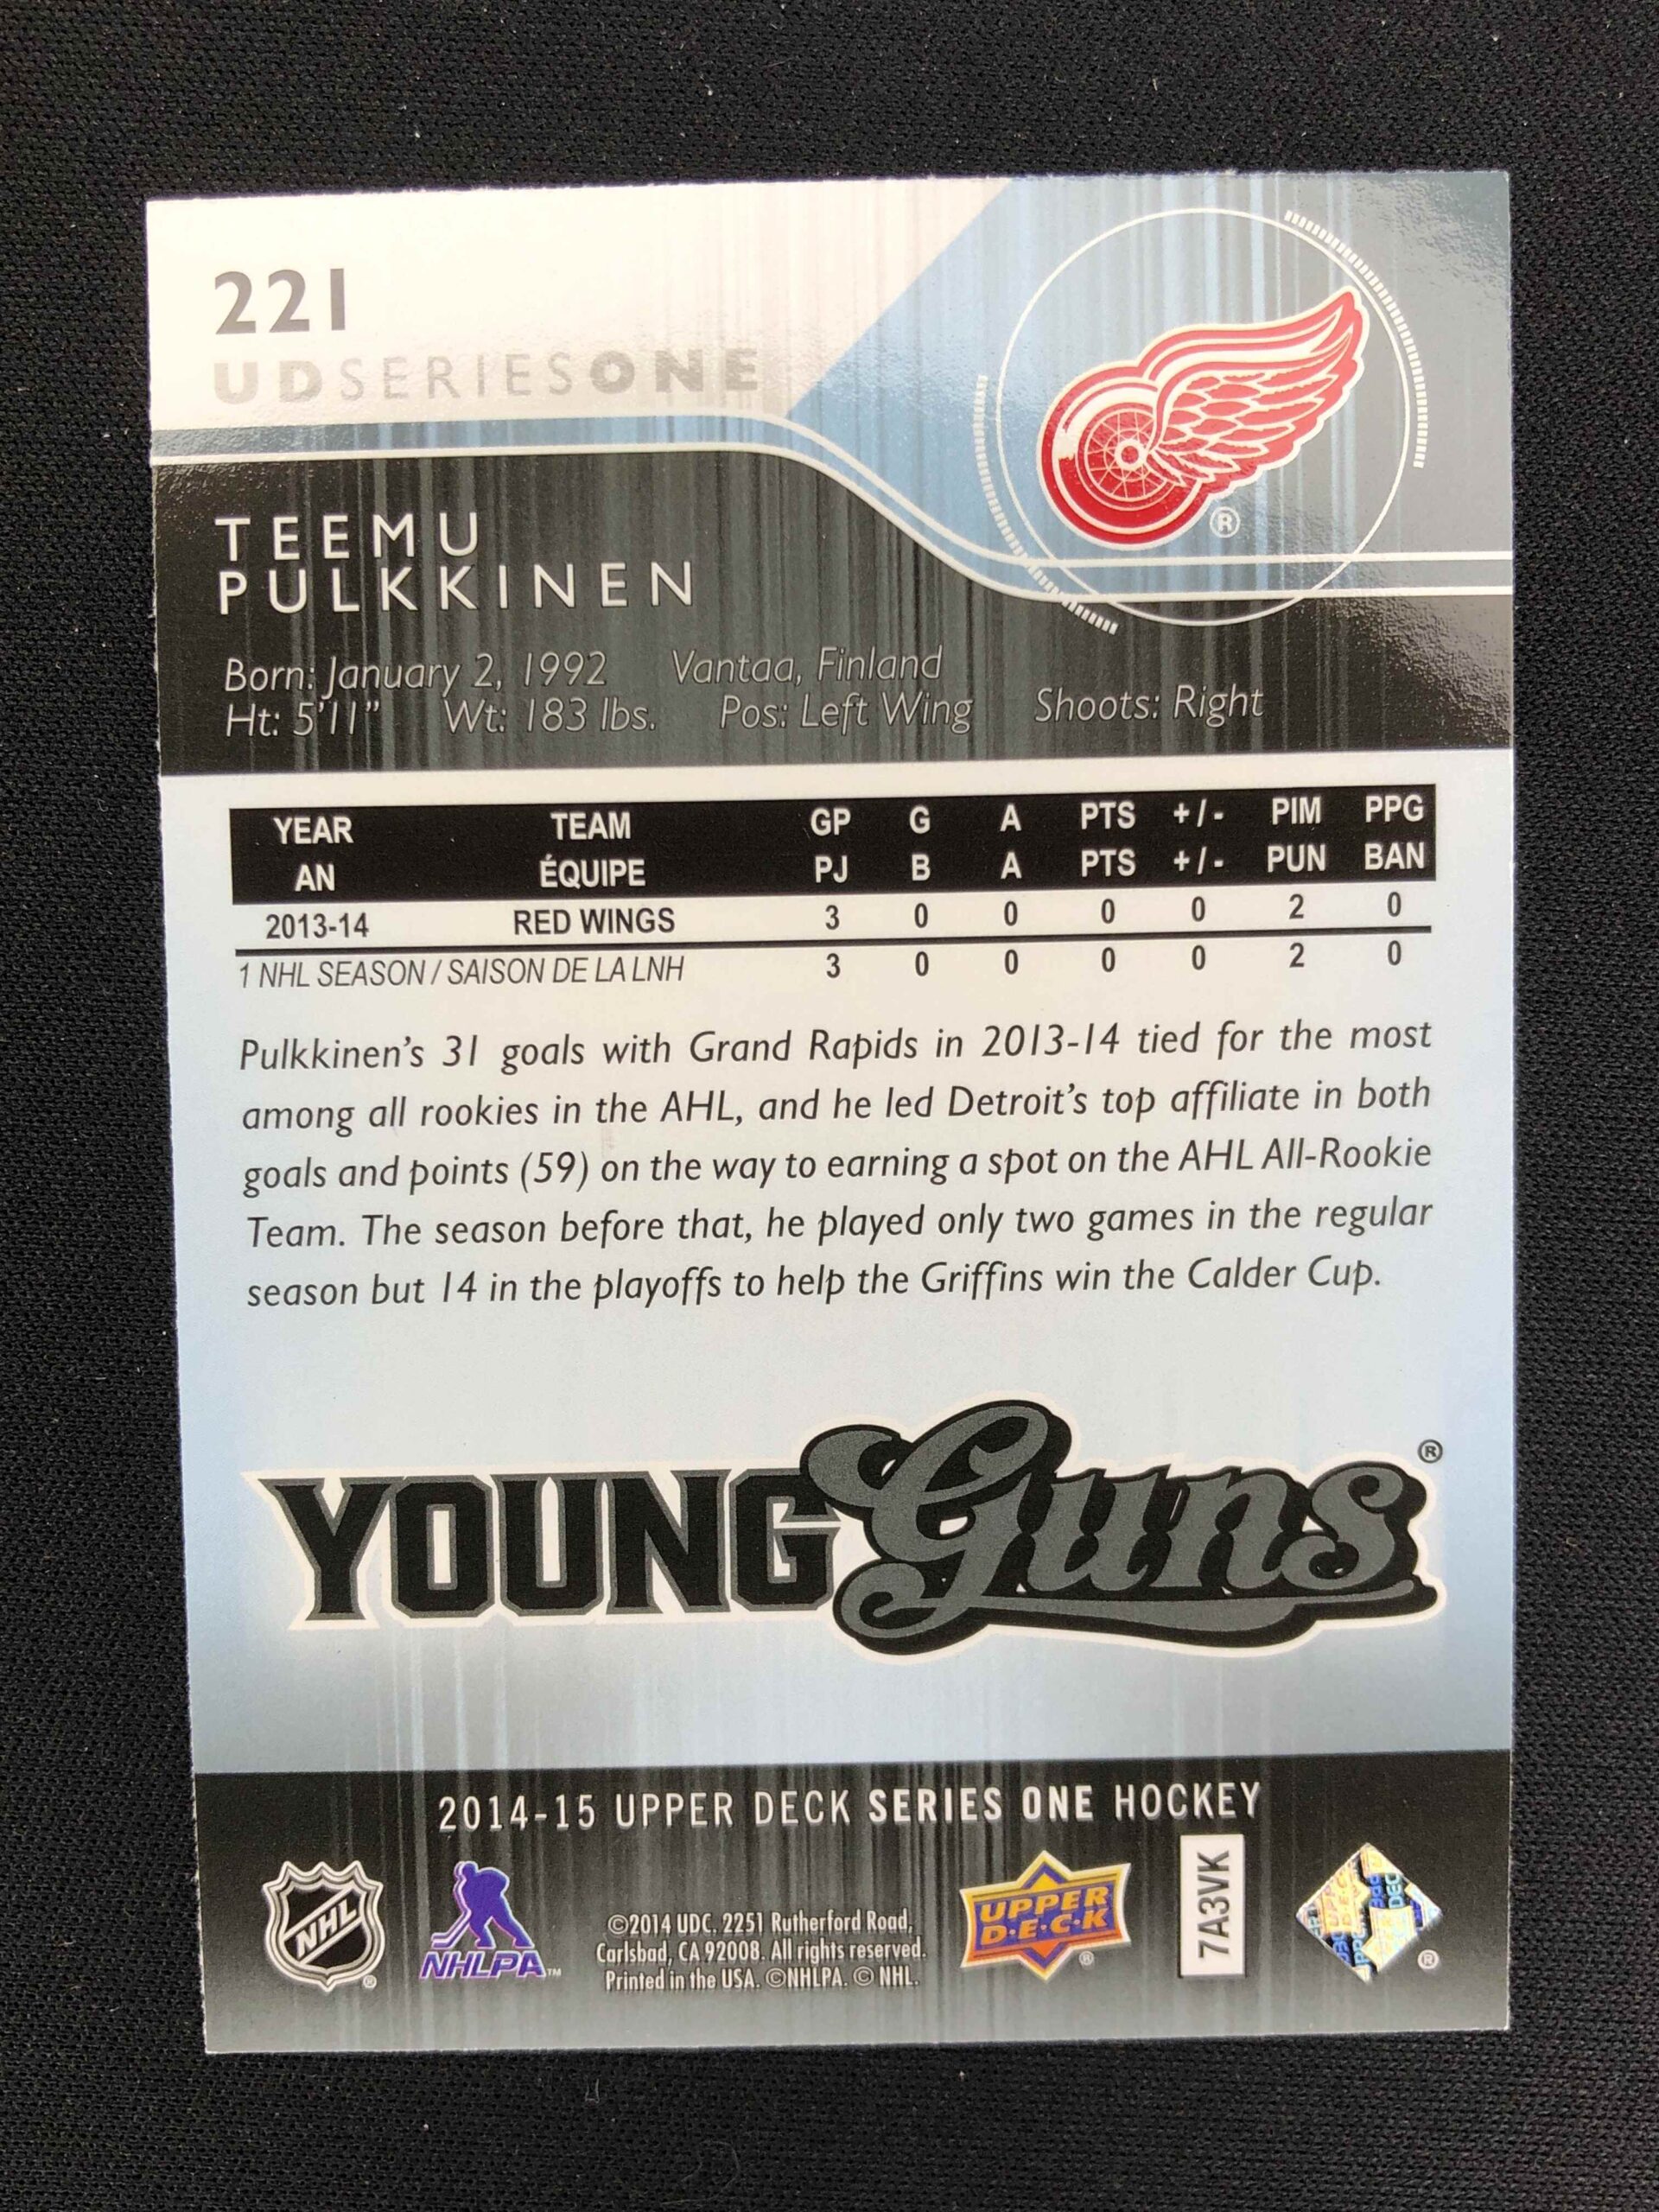 221
UDSERIESONE
®
TEEMU
PULKKINEN
Born: January 2, 1992 Vantaa, Finland
Ht: 5'11" Wt: 183 lbs. Pos: Left Wing Shoots: Right
YEAR TEAM GP G A PTS +/- PIM PPG
AN ÉQUIPE PJ B A PTS +/- PUN BAN
2013-14 RED WINGS 3 0 0 0 0 2 0
1 NHL SEASON / SAISON DE LA LNH 3 0 0 0 0 2 0
Pulkkinen's 31 goals with Grand Rapids in 2013-14 tied for the most
among all rookies in the AHL, and he led Detroit's top affiliate in both
goals and points (59) on the way to earning a spot on the AHL All-Rookie
Team. The season before that, he played only two games in the regular
season but 14 in the playoffs to help the Griffins win the Calder Cup.
YOUNG Guns®
2014-15 UPPER DECK SERIES ONE HOCKEY
NHL®
NHLPA™
©2014 UDC. 2251 Rutherford Road,
Carlsbad, CA 92008. All rights reserved.
Printed in the USA. ©NHLPA. © NHL.
UPPER
D·E·C·K®
7A3VK
®